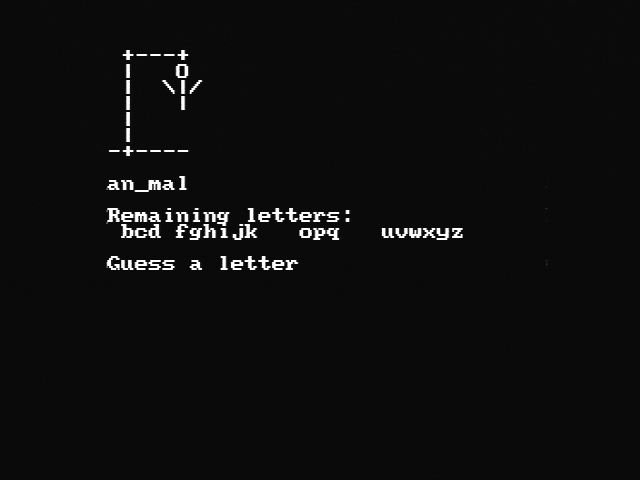 an_mal
Remaining letters:
bcd fghijk   opq   uvwxyz
Guess a letter